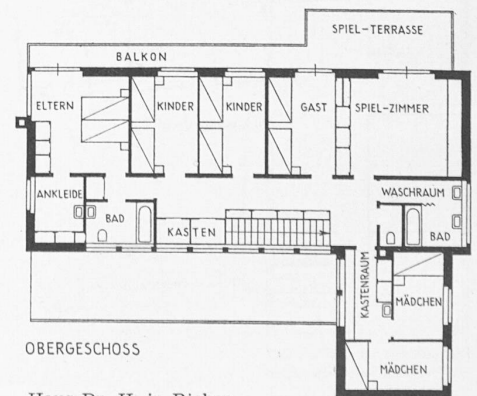 SPIEL-TERRASSE
BALKON
ELTERN
KINDER
KINDER
GAST
SPIEL-ZIMMER
ANKLEIDE
WASCHRAUM
BAD
KASTEN
BAD
KASTENRAUM
MÄDCHEN
MÄDCHEN
OBERGESCHOSS